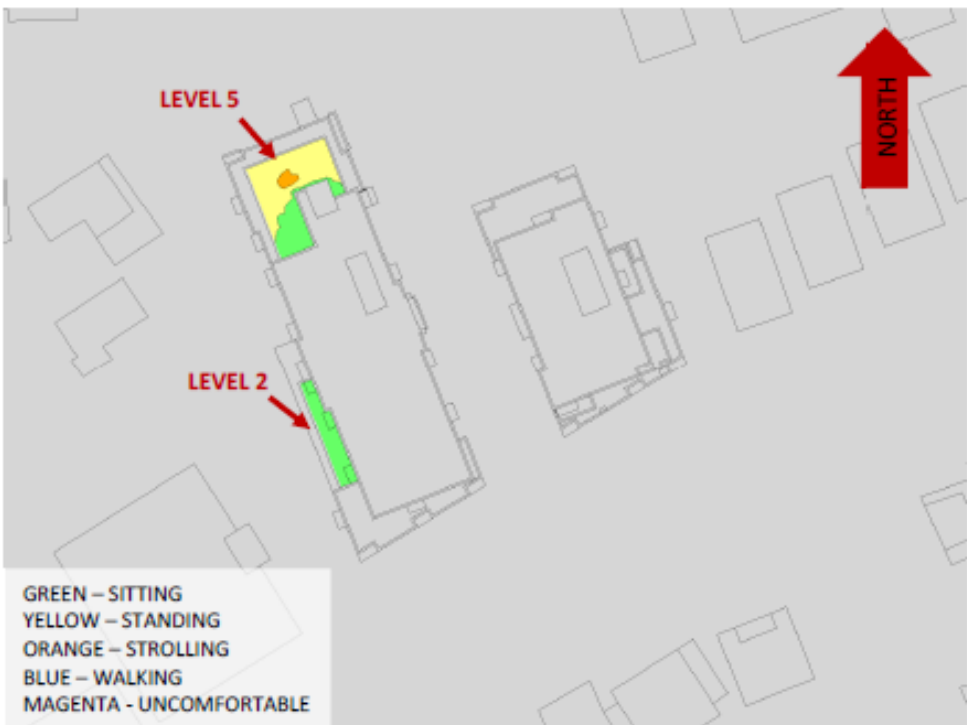 LEVEL 5
NORTH
LEVEL 2
GREEN – SITTING
YELLOW – STANDING
ORANGE – STROLLING
BLUE – WALKING
MAGENTA - UNCOMFORTABLE